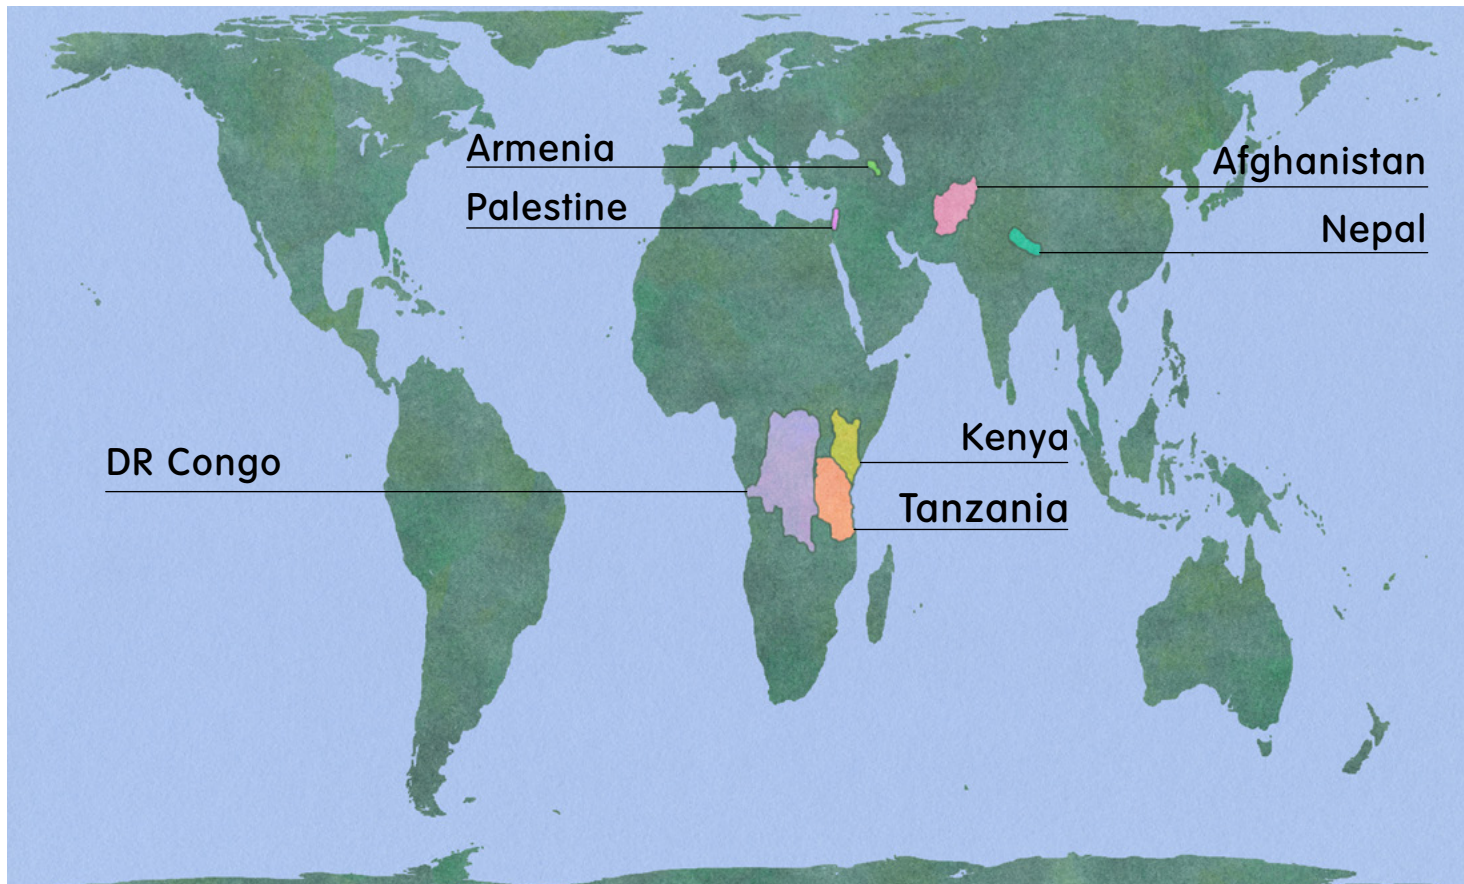 Armenia
Afghanistan
Palestine
Nepal
Kenya
DR Congo
Tanzania